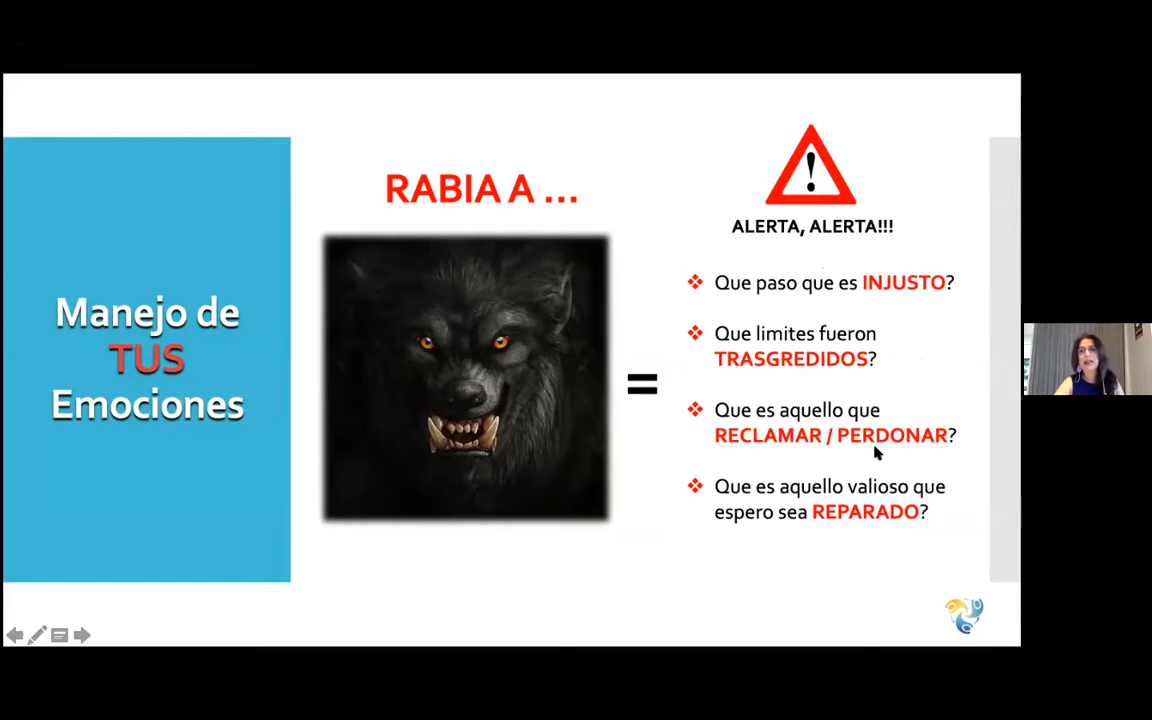 Manejo de
TUS
Emociones
RABIA A ...
ALERTA, ALERTA!!!
Que paso que es INJUSTO?
Que limites fueron
TRASGREDIDOS?
Que es aquello que
RECLAMAR / PERDONAR?
Que es aquello valioso que
espero sea REPARADO?